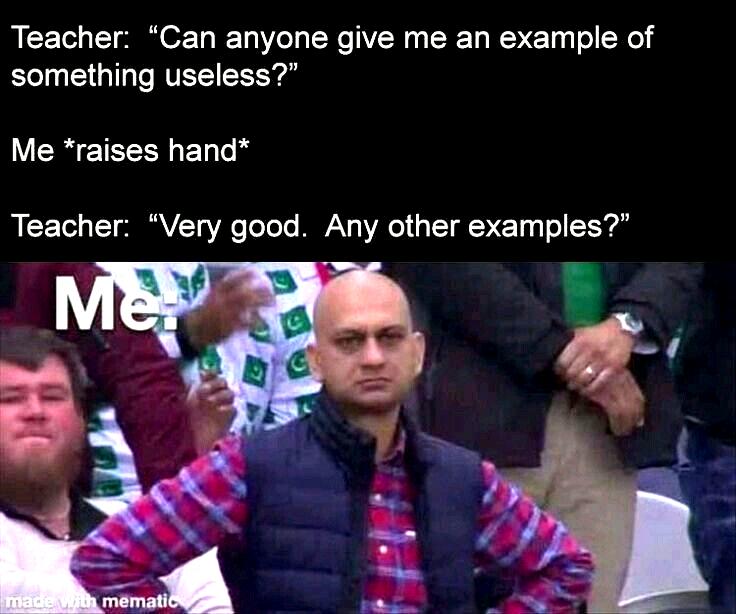 Teacher:  “Can anyone give me an example of
something useless?”
Me *raises hand*
Teacher:  “Very good.  Any other examples?”
Me:
made with mematic